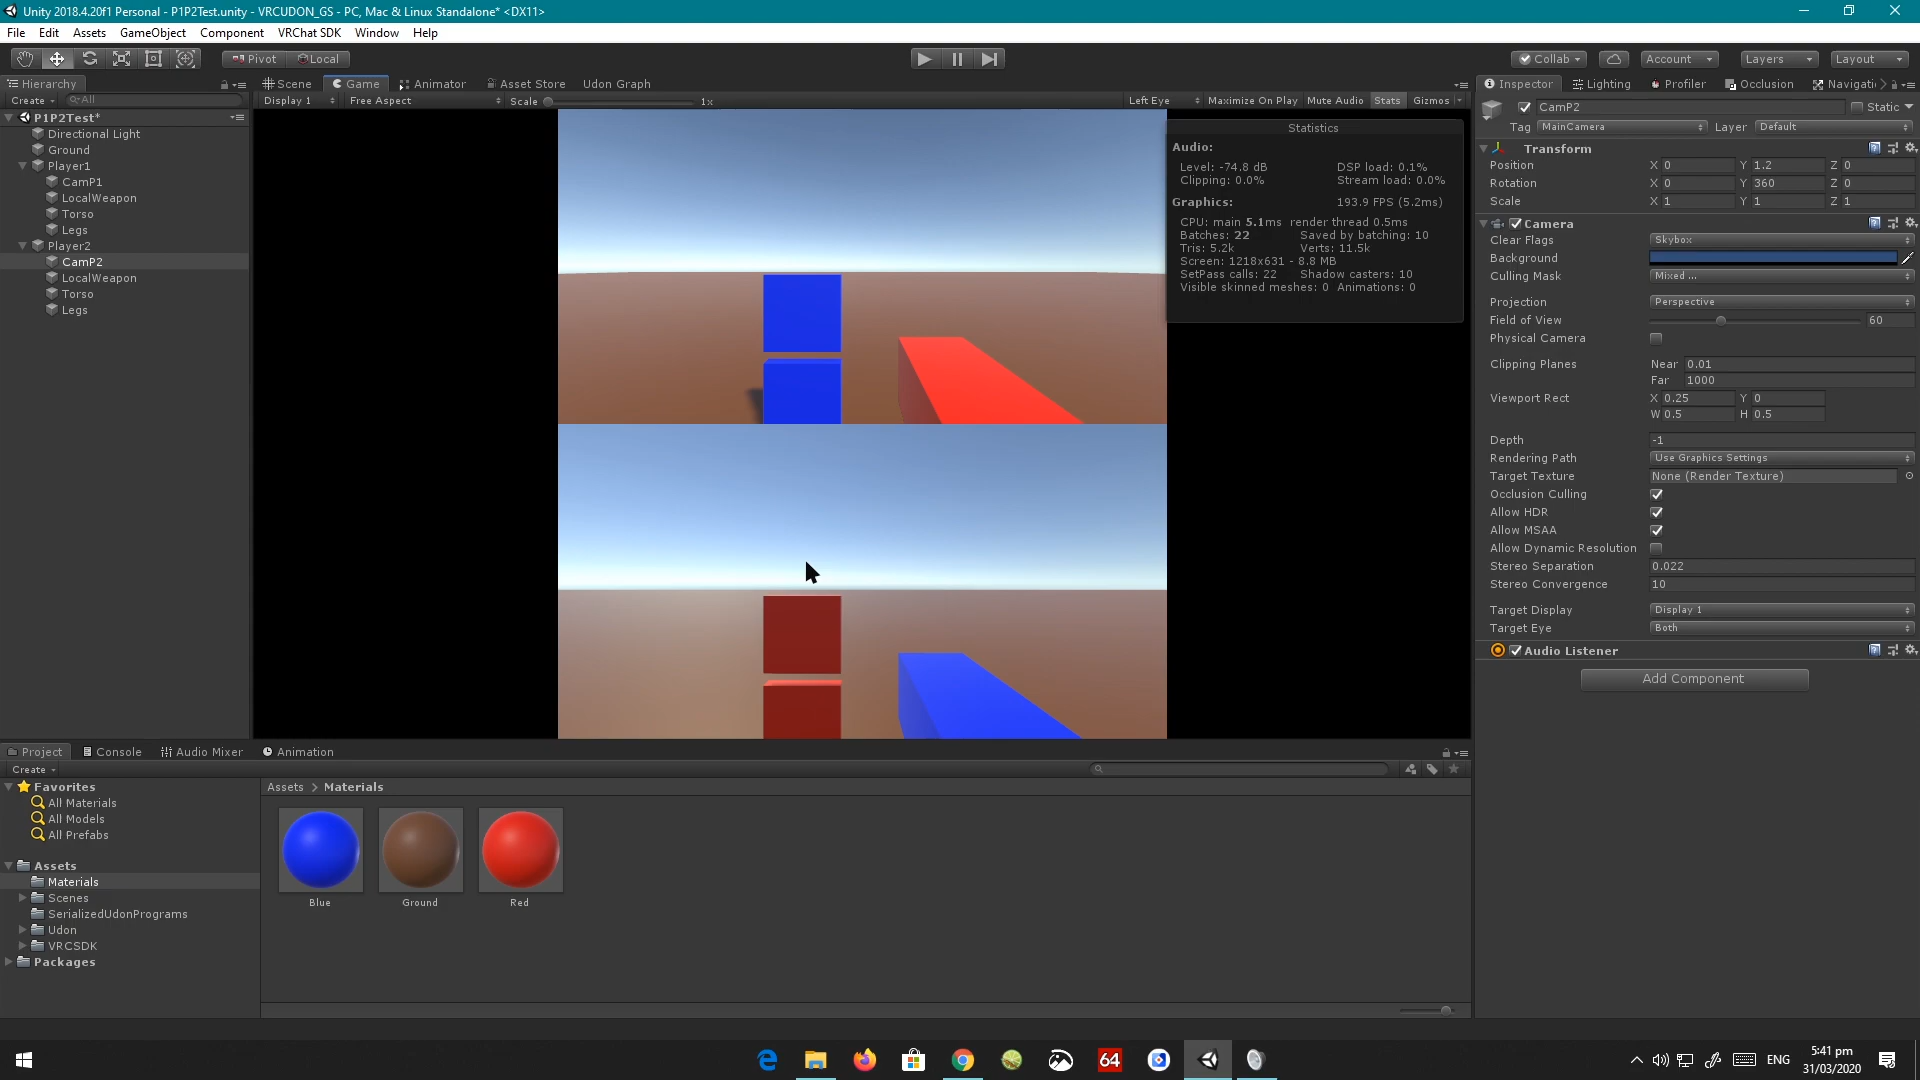 Unity 2018.4.20f1 Personal - P1P2Test.unity - VRCUDON_GS - PC, Mac & Linux Standalone* <DX11>
File Edit Assets GameObject Component VRChat SDK Window Help
Pivot Local Collab Account Layers Layout
Hierarchy
Create All
P1P2Test*
Directional Light
Ground
Player1
CamP1
LocalWeapon
Torso
Legs
Player2
CamP2
LocalWeapon
Torso
Legs
Scene Game Animator Asset Store Udon Graph
Display 1 Free Aspect Scale 1x Left Eye Maximize On Play Mute Audio Stats Gizmos
Statistics
Audio:
Level: -74.8 dB DSP load: 0.1%
Clipping: 0.0% Stream load: 0.0%
Graphics: 193.9 FPS (5.2ms)
CPU: main 5.1ms render thread 0.5ms
Batches: 22 Saved by batching: 10
Tris: 5.2k Verts: 11.5k
Screen: 1218x631 - 8.8 MB
SetPass calls: 22 Shadow casters: 10
Visible skinned meshes: 0 Animations: 0
Inspector Lighting Profiler Occlusion Navigati
CamP2 Static
Tag MainCamera Layer Default
Transform
Position X 0 Y 1.2 Z 0
Rotation X 0 Y 360 Z 0
Scale X 1 Y 1 Z 1
Camera
Clear Flags Skybox
Background
Culling Mask Mixed ...
Projection Perspective
Field of View 60
Physical Camera
Clipping Planes Near 0.01
Far 1000
Viewport Rect X 0.25 Y 0
W 0.5 H 0.5
Depth -1
Rendering Path Use Graphics Settings
Target Texture None (Render Texture)
Occlusion Culling
Allow HDR
Allow MSAA
Allow Dynamic Resolution
Stereo Separation 0.022
Stereo Convergence 10
Target Display Display 1
Target Eye Both
Audio Listener
Add Component
Project Console Audio Mixer Animation
Create
Favorites
All Materials
All Models
All Prefabs
Assets
Materials
Scenes
SerializedUdonPrograms
Udon
VRCSDK
Packages
Assets > Materials
Blue Ground Red
64
ENG
5:41 pm
31/03/2020